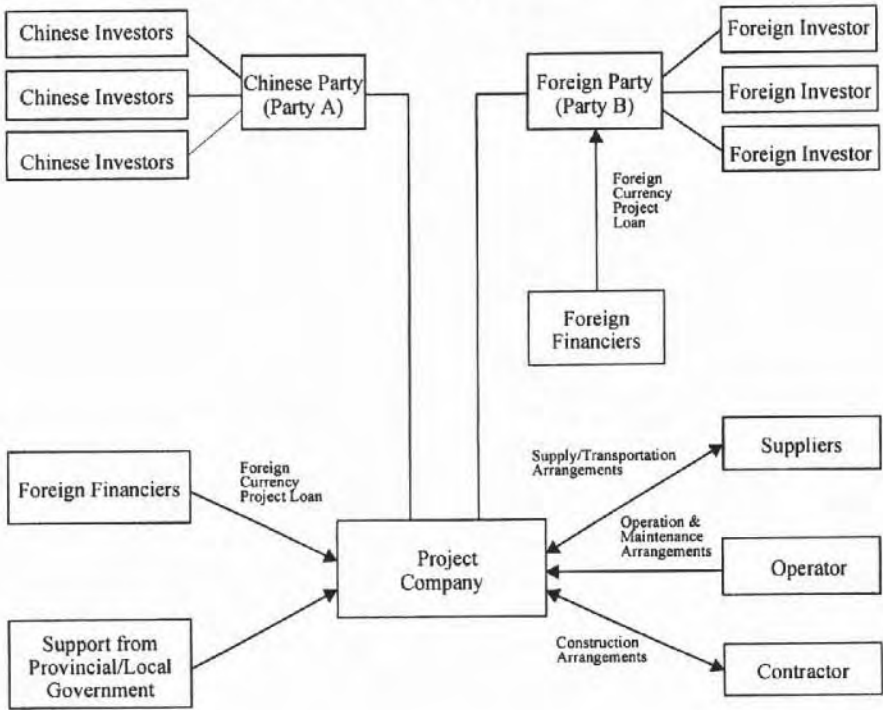 Chinese Investors
Chinese Investors
Chinese Investors
Chinese Party
(Party A)
Foreign Party
(Party B)
Foreign Investor
Foreign Investor
Foreign Investor
Foreign
Currency
Project
Loan
Foreign
Financiers
Foreign Financiers
Foreign
Currency
Project Loan
Support from
Provincial/Local
Government
Project
Company
Supply/Transportation
Arrangements
Operation &
Maintenance
Arrangements
Construction
Arrangements
Suppliers
Operator
Contractor